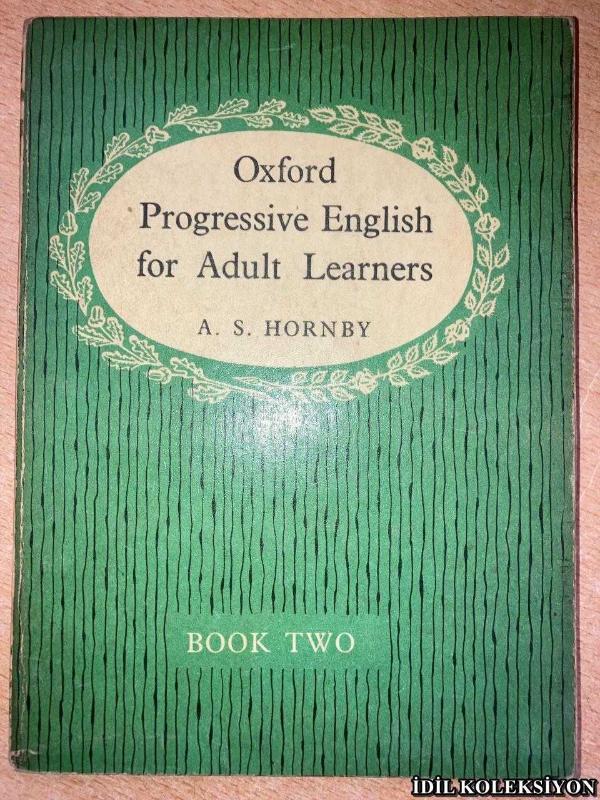 Oxford
Progressive English
for Adult Learners
A. S. HORNBY
BOOK TWO
İDİL KOLEKSİYON